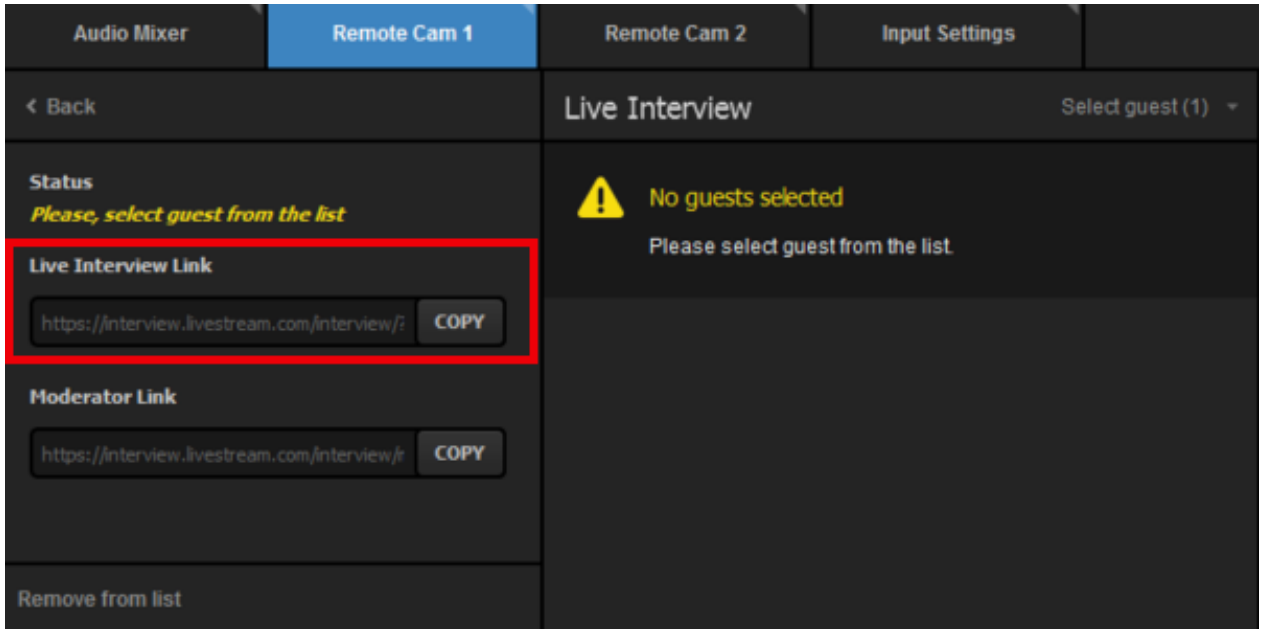 Audio Mixer
Remote Cam 1
Remote Cam 2
Input Settings
< Back
Live Interview
Select guest (1)
Status
Please, select guest from the list
No guests selected
Please select guest from the list.
Live Interview Link
https://interview.livestream.com/interview/?
COPY
Moderator Link
https://interview.livestream.com/interview/r
COPY
Remove from list